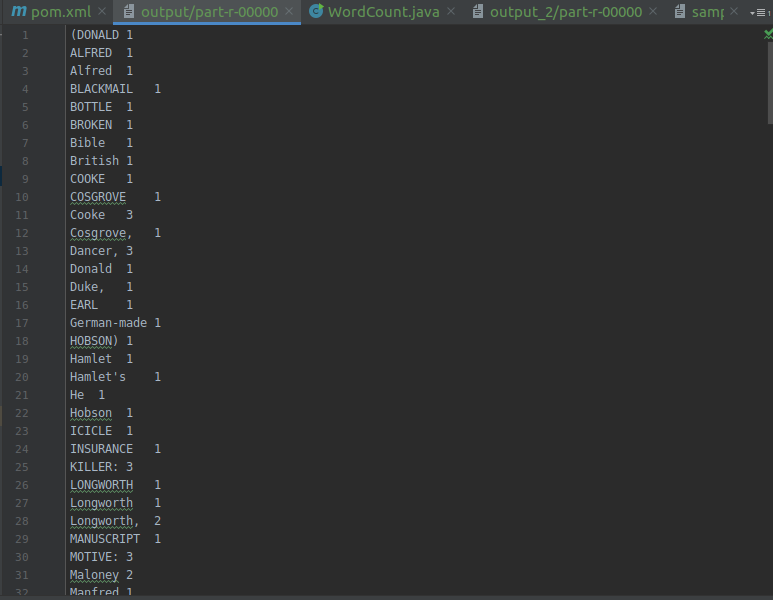 pom.xml output/part-r-00000 WordCount.java output_2/part-r-00000
1 (DONALD 1
2 ALFRED 1
3 Alfred 1
4 BLACKMAIL 1
5 BOTTLE 1
6 BROKEN 1
7 Bible 1
8 British 1
9 COOKE 1
10 COSGROVE 1
11 Cooke 3
12 Cosgrove, 1
13 Dancer, 3
14 Donald 1
15 Duke, 1
16 EARL 1
17 German-made 1
18 HOBSON) 1
19 Hamlet 1
20 Hamlet's 1
21 He 1
22 Hobson 1
23 ICICLE 1
24 INSURANCE 1
25 KILLER: 3
26 LONGWORTH 1
27 Longworth 1
28 Longworth, 2
29 MANUSCRIPT 1
30 MOTIVE: 3
31 Maloney 2
32 Manfred 1